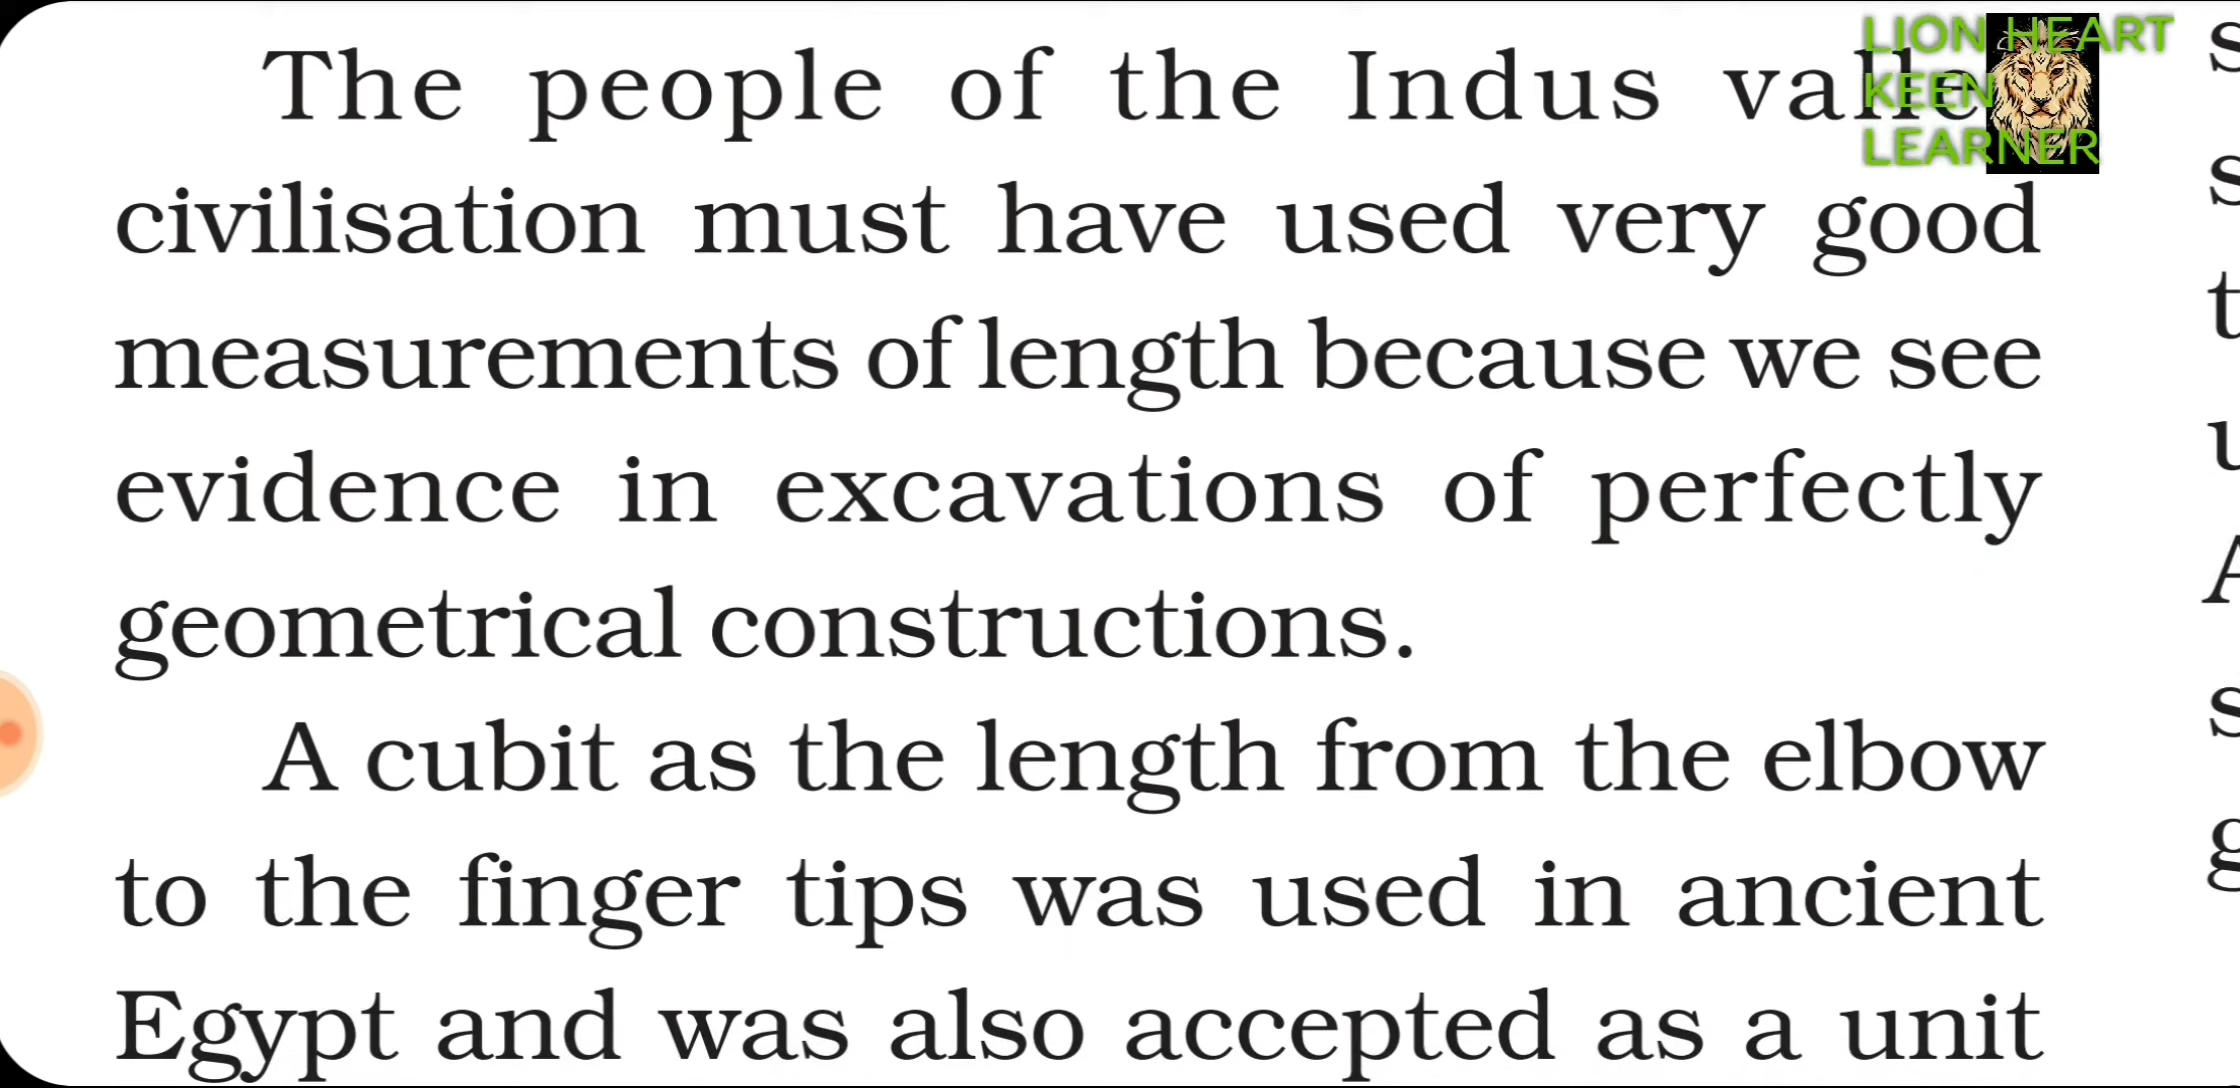 The people of the Indus valle
civilisation must have used very good
measurements of length because we see
evidence in excavations of perfectly
geometrical constructions.
A cubit as the length from the elbow
to the finger tips was used in ancient
Egypt and was also accepted as a unit
LION HEART
KEEN
LEARNER
s
s
t
u
A
s
g